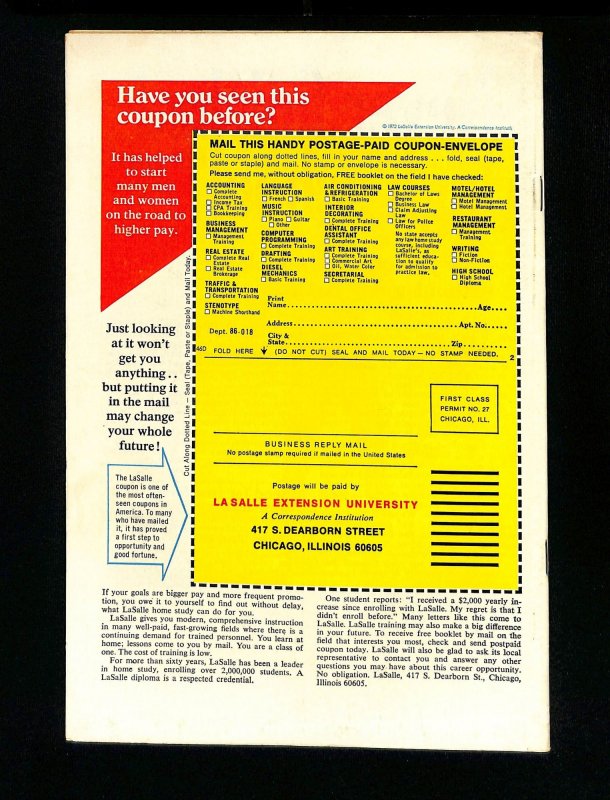 Have you seen this
coupon before?
© 1972 LaSalle Extension University, A Correspondence Institution
It has helped
to start
many men
and women
on the road to
higher pay.
MAIL THIS HANDY POSTAGE-PAID COUPON-ENVELOPE
Cut coupon along dotted lines, fill in your name and address . . . fold, seal (tape,
paste or staple) and mail. No stamp or envelope is necessary.
Please send me, without obligation, FREE booklet on the field I have checked:
ACCOUNTING
Complete
Accounting
Income Tax
CPA Training
Bookkeeping
BUSINESS
MANAGEMENT
Management
Training
REAL ESTATE
Complete Real
Estate
Real Estate
Brokerage
TRAFFIC &
TRANSPORTATION
Complete Training
STENOTYPE
Machine Shorthand
LANGUAGE
INSTRUCTION
French Spanish
MUSIC
INSTRUCTION
Piano Guitar
Other
COMPUTER
PROGRAMMING
Complete Training
DRAFTING
Complete Training
DIESEL
MECHANICS
Basic Training
AIR CONDITIONING
& REFRIGERATION
Basic Training
INTERIOR
DECORATING
Complete Training
DENTAL OFFICE
ASSISTANT
Complete Training
ART TRAINING
Complete Training
Commercial Art
Oil, Water Color
SECRETARIAL
Complete Training
LAW COURSES
Bachelor of Laws
Degree
Business Law
Claim Adjusting
Law
Law for Police
Officers
No state accepts
any law home study
course, including
LaSalle's, as
sufficient educa-
tion to qualify
for admission to
practice law.
MOTEL/HOTEL
MANAGEMENT
Motel Management
Hotel Management
RESTAURANT
MANAGEMENT
Management
Training
WRITING
Fiction
Non-Fiction
HIGH SCHOOL
High School
Diploma
Print
Name Age
Address Apt. No.
Dept. 86-018
City &
State Zip
460
FOLD HERE (DO NOT CUT) SEAL AND MAIL TODAY — NO STAMP NEEDED.
2
Cut Along Dotted Line — Seal (Tape, Paste or Staple) and Mail Today.
Just looking
at it won't
get you
anything . .
but putting it
in the mail
may change
your whole
future!
The LaSalle
coupon is one of
the most often-
seen coupons in
America. To many
who have mailed
it, it has proved
a first step to
opportunity and
good fortune.
FIRST CLASS
PERMIT NO. 27
CHICAGO, ILL.
BUSINESS REPLY MAIL
No postage stamp required if mailed in the United States
Postage will be paid by
LA SALLE EXTENSION UNIVERSITY
A Correspondence Institution
417 S. DEARBORN STREET
CHICAGO, ILLINOIS 60605
If your goals are bigger pay and more frequent promo-
tion, you owe it to yourself to find out without delay,
what LaSalle home study can do for you.
LaSalle gives you modern, comprehensive instruction
in many well-paid, fast-growing fields where there is a
continuing demand for trained personnel. You learn at
home; lessons come to you by mail. You are a class of
one. The cost of training is low.
For more than sixty years, LaSalle has been a leader
in home study, enrolling over 2,000,000 students. A
LaSalle diploma is a respected credential.
One student reports: "I received a $2,000 yearly in-
crease since enrolling with LaSalle. My regret is that I
didn't enroll before." Many letters like this come to
LaSalle. LaSalle training may also make a big difference
in your future. To receive free booklet by mail on the
field that interests you most, check and send postpaid
coupon today. LaSalle will also be glad to ask its local
representative to contact you and answer any other
questions you may have about this career opportunity.
No obligation. LaSalle, 417 S. Dearborn St., Chicago,
Illinois 60605.